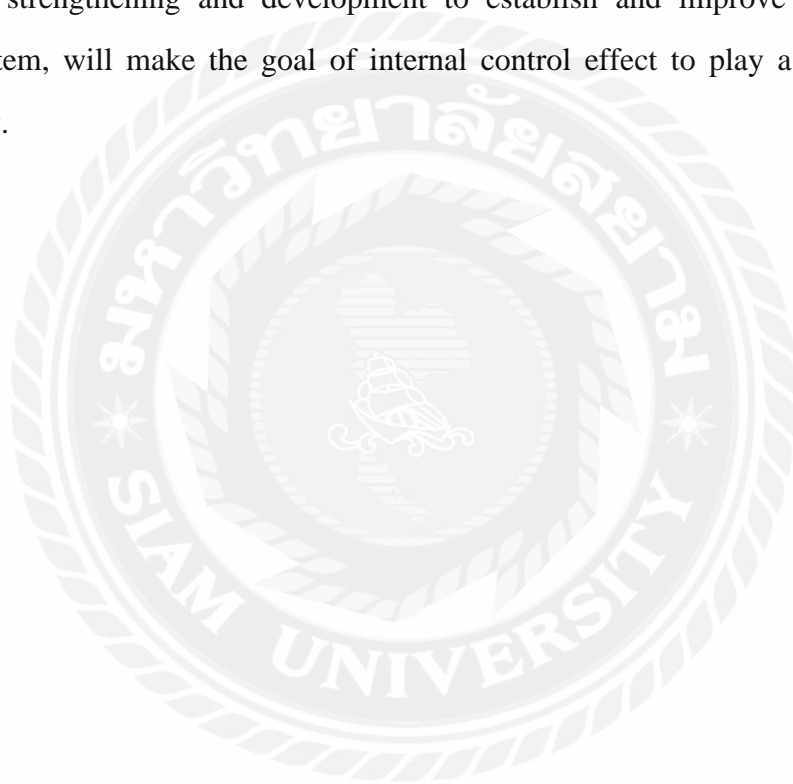 strengthening and development to establish and improve
tem, will make the goal of internal control effect to play a
.
มหาวิทยาลัยสยาม
SIAM UNIVERSITY